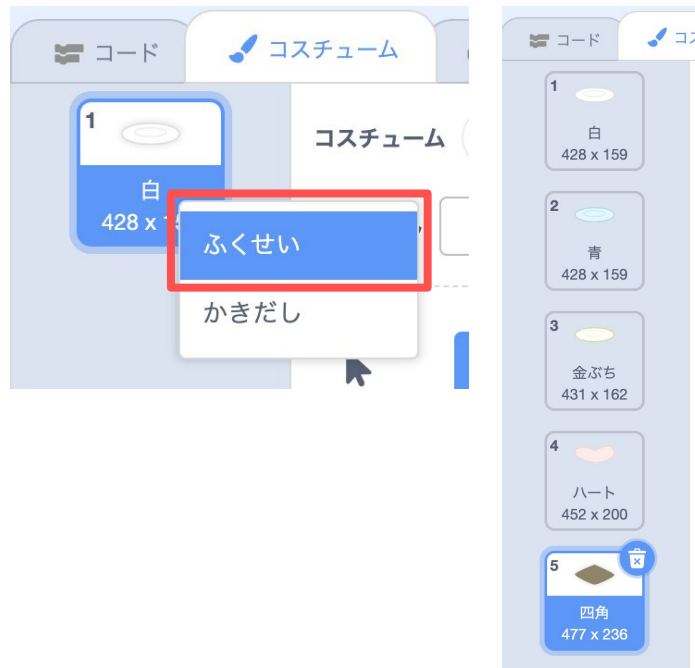 コード
コスチューム
1
白
428 x
コスチューム
ふくせい
かきだし
コード
コス
1
白
428 x 159
2
青
428 x 159
3
金ぶち
431 x 162
4
ハート
452 x 200
5
四角
477 x 236